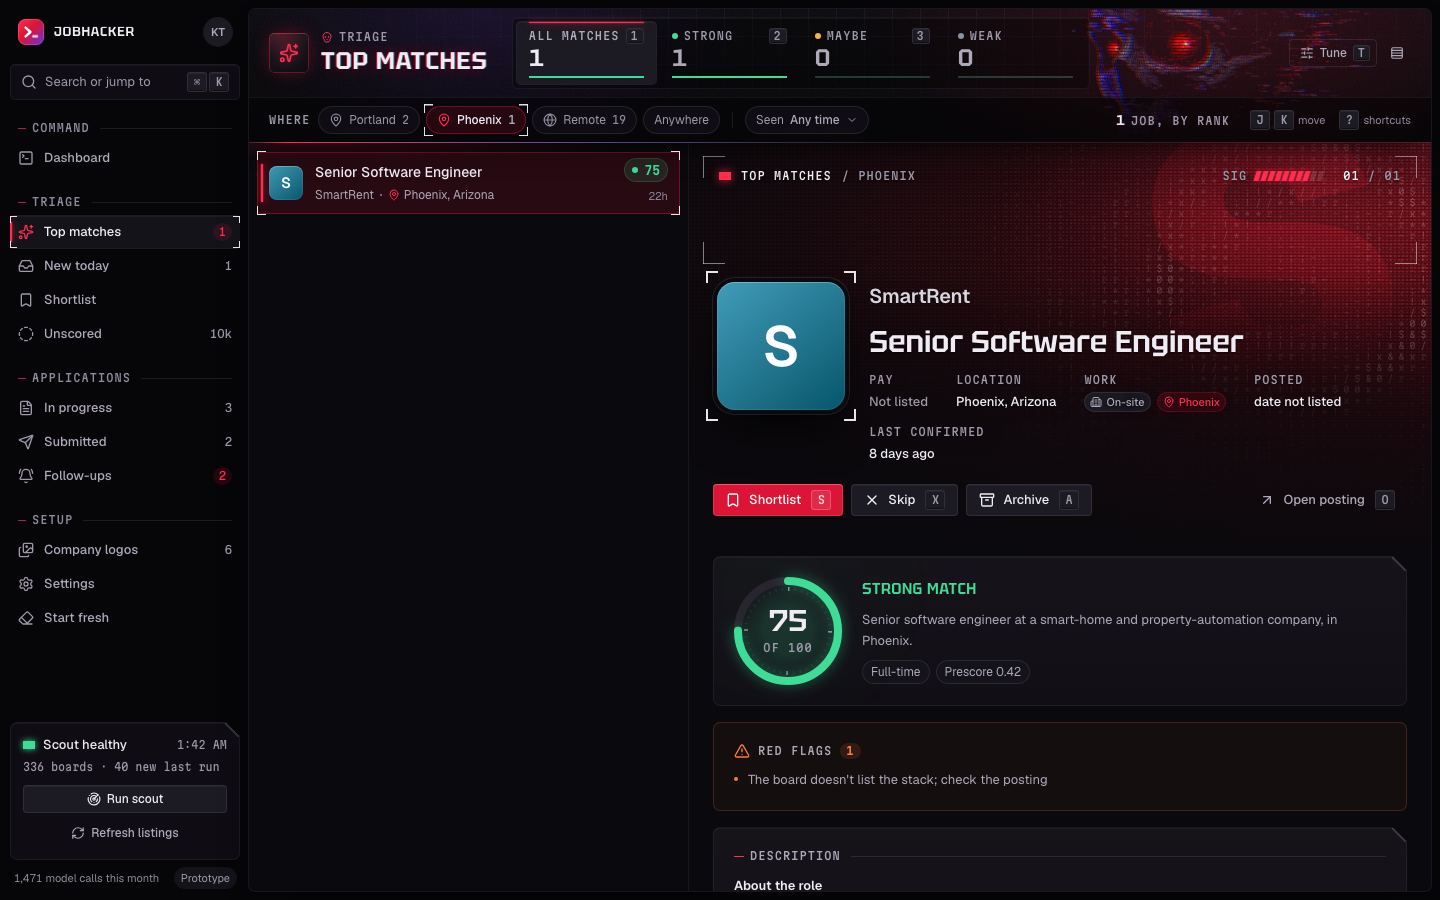 JOBHACKER
KT
Search or jump to ⌘ K
COMMAND
Dashboard
TRIAGE
Top matches 1
New today 1
Shortlist
Unscored 10k
APPLICATIONS
In progress 3
Submitted 2
Follow-ups 2
SETUP
Company logos 6
Settings
Start fresh
Scout healthy 1:42 AM
336 boards · 40 new last run
Run scout
Refresh listings
1,471 model calls this month Prototype
TRIAGE
TOP MATCHES
ALL MATCHES 1
1
STRONG 2
1
MAYBE 3
0
WEAK
0
Tune T
WHERE Portland 2 Phoenix 1 Remote 19 Anywhere Seen Any time
1 JOB, BY RANK J K move ? shortcuts
S
Senior Software Engineer 75
SmartRent · Phoenix, Arizona 22h
TOP MATCHES / PHOENIX SIG 01 / 01
S
SmartRent
Senior Software Engineer
PAY LOCATION WORK POSTED
Not listed Phoenix, Arizona On-site Phoenix date not listed
LAST CONFIRMED
8 days ago
Shortlist S Skip X Archive A Open posting O
75
OF 100
STRONG MATCH
Senior software engineer at a smart-home and property-automation company, in
Phoenix.
Full-time Prescore 0.42
RED FLAGS 1
• The board doesn't list the stack; check the posting
DESCRIPTION
About the role